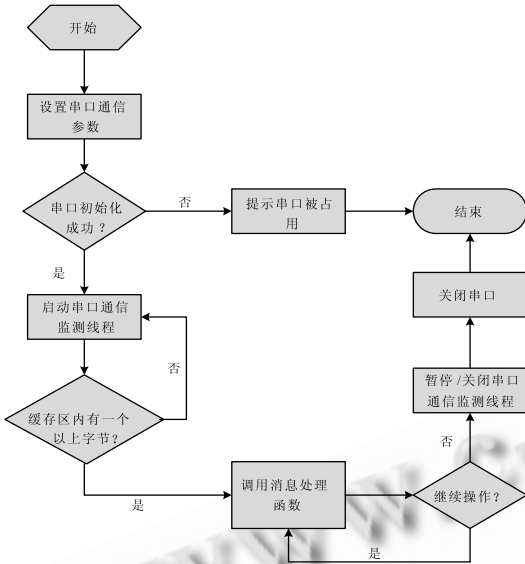 开始
设置串口通信
参数
串口初始化
成功？
否
提示串口被占
用
结束
是
启动串口通信
监测线程
关闭串口
否
缓存区内有一个
以上字节？
暂停/关闭串口
通信监测线程
否
是
调用消息处理
函数
继续操作？
是